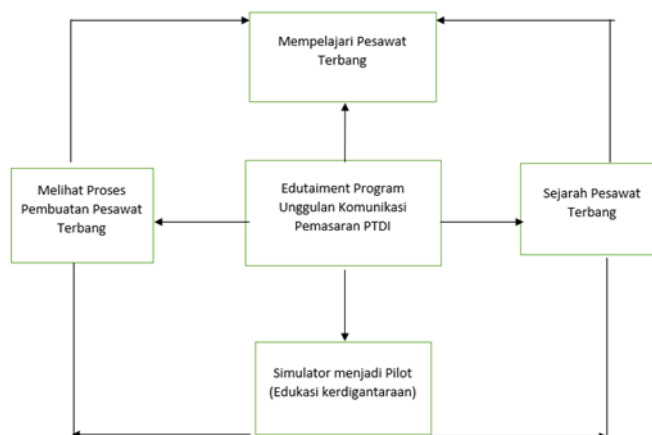 Mempelajari Pesawat
Terbang
Melihat Proses
Pembuatan Pesawat
Terbang
Edutaiment Program
Unggulan Komunikasi
Pemasaran PTDI
Sejarah Pesawat
Terbang
Simulator menjadi Pilot
(Edukasi kerdigantaraan)